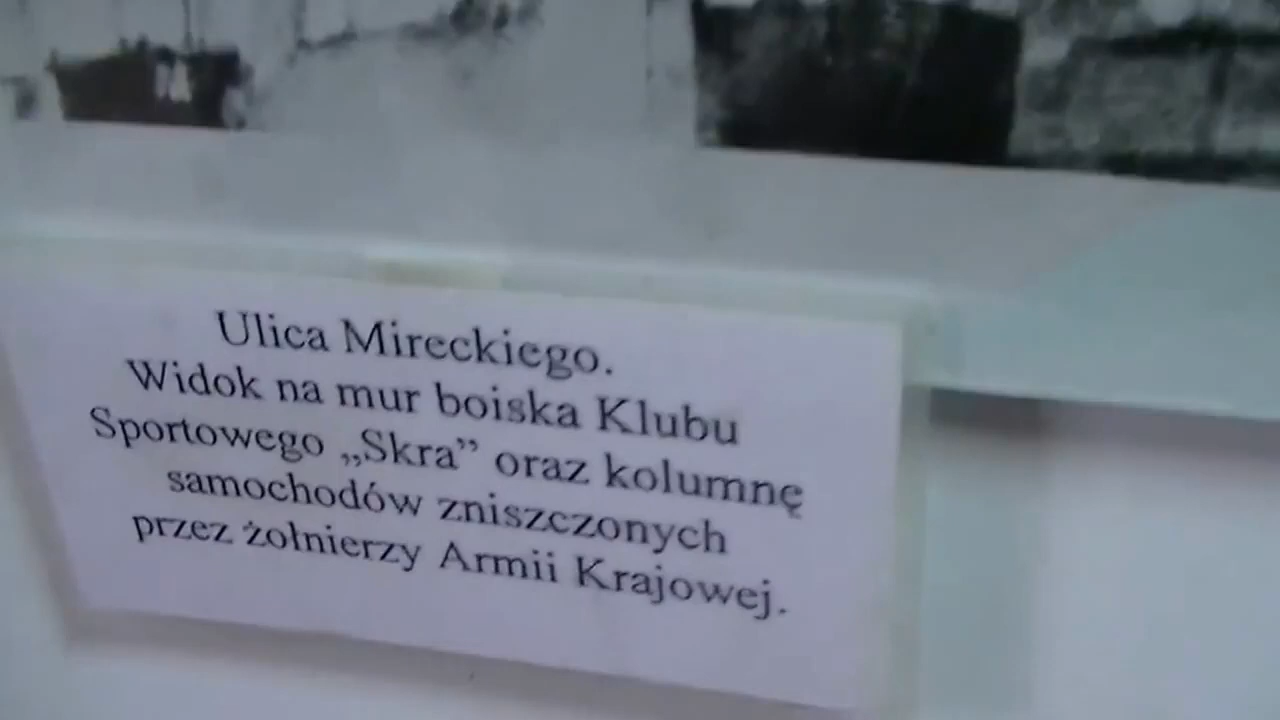 Ulica Mireckiego.
Widok na mur boiska Klubu
Sportowego „Skra” oraz kolumnę
samochodów zniszczonych
przez żołnierzy Armii Krajowej.